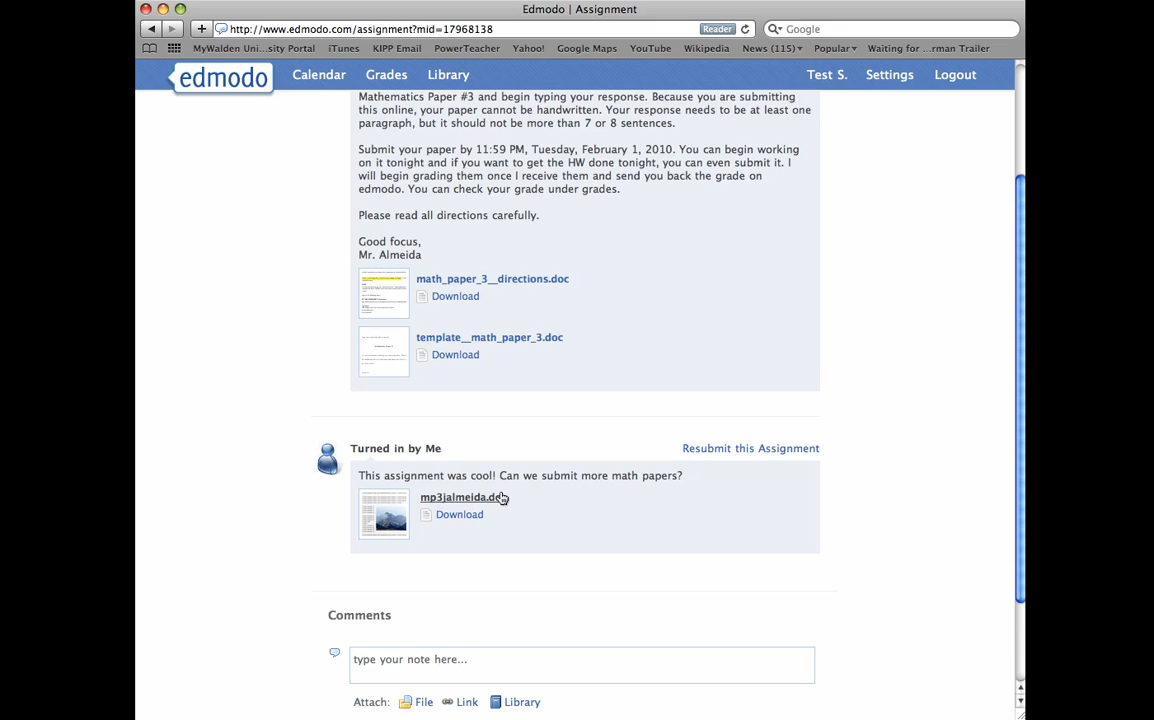 Edmodo | Assignment
http://www.edmodo.com/assignment?mid=17968138
Reader
Google
MyWalden Uni...sity Portal iTunes KIPP Email PowerTeacher Yahoo! Google Maps YouTube Wikipedia News (115) Popular Waiting for ...rman Trailer
edmodo Calendar Grades Library Test S. Settings Logout
Mathematics Paper #3 and begin typing your response. Because you are submitting
this online, your paper cannot be handwritten. Your response needs to be at least one
paragraph, but it should not be more than 7 or 8 sentences.
Submit your paper by 11:59 PM, Tuesday, February 1, 2010. You can begin working
on it tonight and if you want to get the HW done tonight, you can even submit it. I
will begin grading them once I receive them and send you back the grade on
edmodo. You can check your grade under grades.
Please read all directions carefully.
Good focus,
Mr. Almeida
math_paper_3__directions.doc
Download
template__math_paper_3.doc
Download
Turned in by Me Resubmit this Assignment
This assignment was cool! Can we submit more math papers?
Download
Comments
type your note here...
Attach: File Link Library